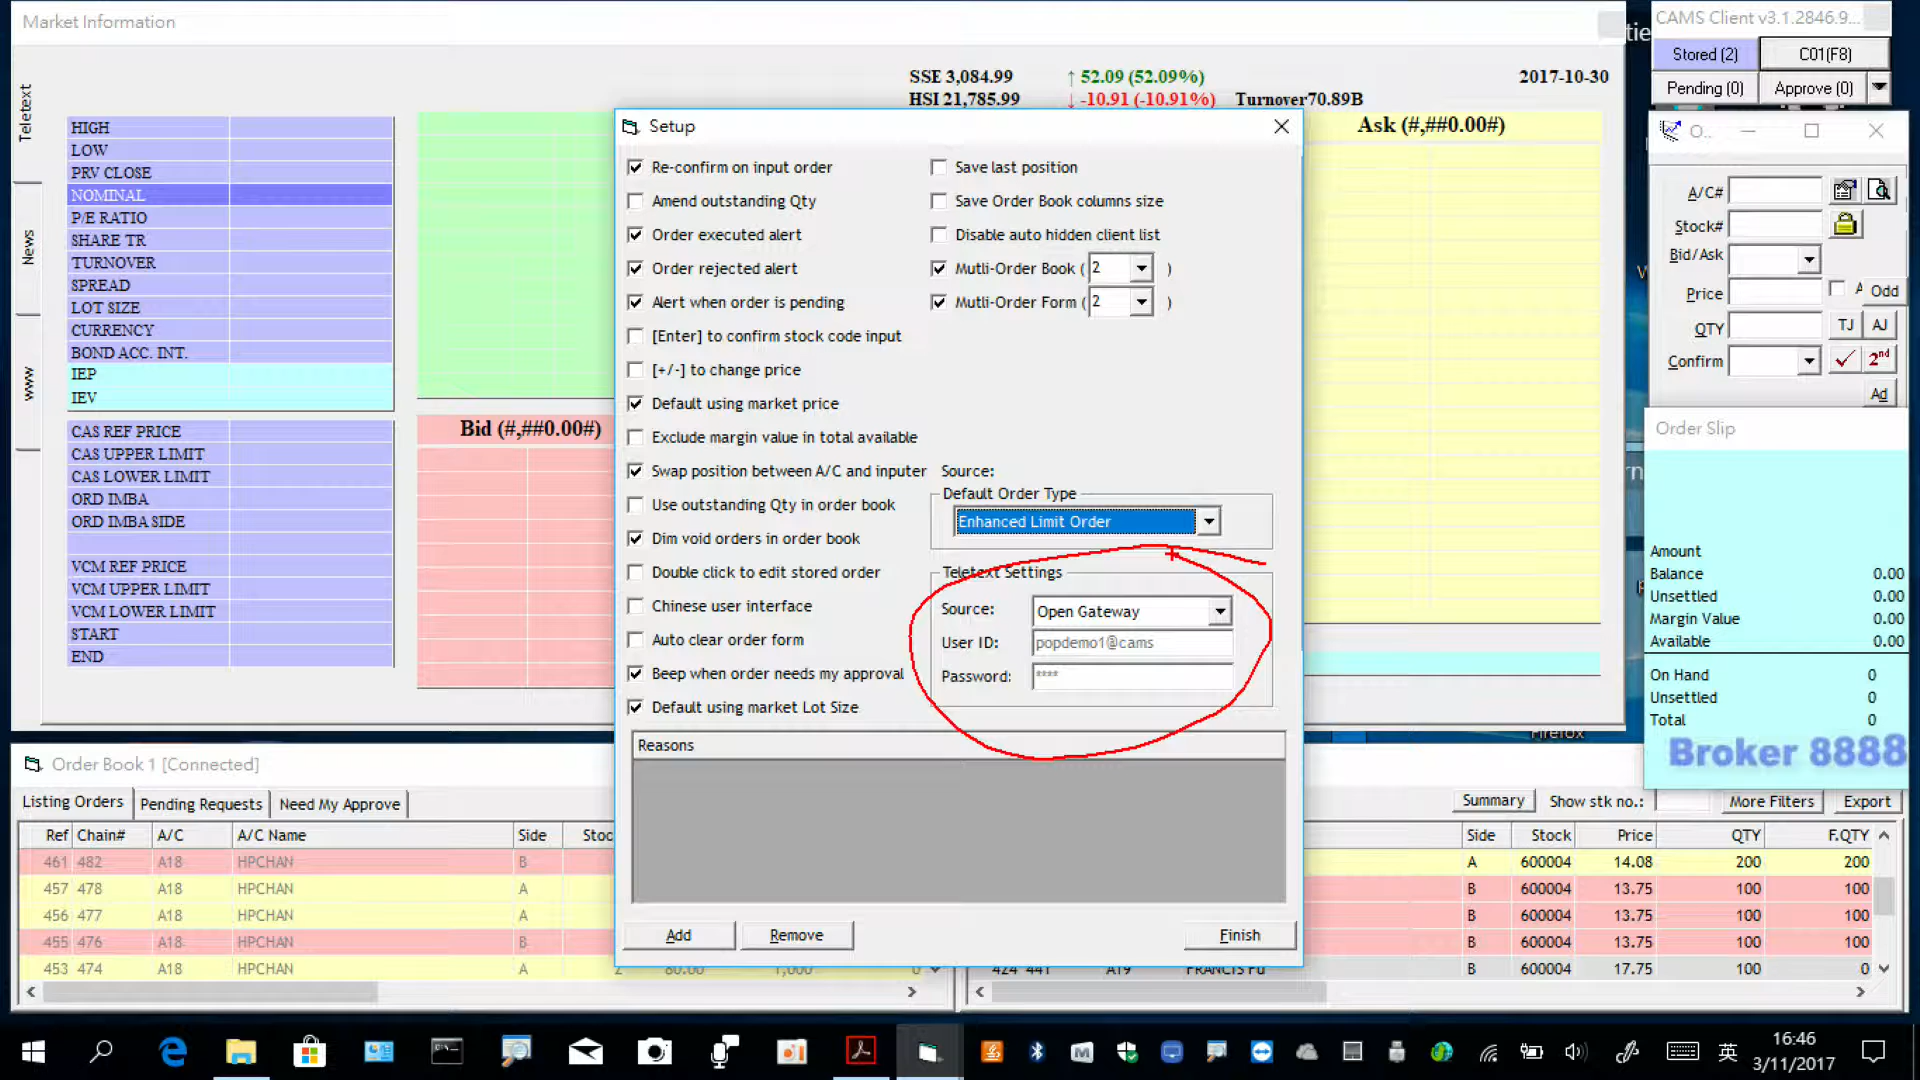 Market Information
Teletext
News
WWW
SSE 3,084.99 ↑ 52.09 (52.09%) 2017-10-30
HSI 21,785.99 ↓ -10.91 (-10.91%) Turnover70.89B
HIGH
LOW
PRV CLOSE
NOMINAL
P/E RATIO
SHARE TR
TURNOVER
SPREAD
LOT SIZE
CURRENCY
BOND ACC. INT.
IEP
IEV
CAS REF PRICE
CAS UPPER LIMIT
CAS LOWER LIMIT
ORD IMBA
ORD IMBA SIDE
VCM REF PRICE
VCM UPPER LIMIT
VCM LOWER LIMIT
START
END
Bid (#,##0.00#)
Ask (#,##0.00#)
Setup
Re-confirm on input order
Amend outstanding Qty
Order executed alert
Order rejected alert
Alert when order is pending
[Enter] to confirm stock code input
[+/-] to change price
Default using market price
Exclude margin value in total available
Swap position between A/C and inputer
Use outstanding Qty in order book
Dim void orders in order book
Double click to edit stored order
Chinese user interface
Auto clear order form
Beep when order needs my approval
Default using market Lot Size
Save last position
Save Order Book columns size
Disable auto hidden client list
Mutli-Order Book ( 2 )
Mutli-Order Form ( 2 )
Source:
Default Order Type
Enhanced Limit Order
Teletext Settings
Source: Open Gateway
User ID: popdemo1@cams
Password: ****
Reasons
Add Remove Finish
CAMS Client v3.1.2846.9...
Stored (2) C01(F8)
Pending (0) Approve (0)
O..
A/C#
Stock#
Bid/Ask
Price A Odd
QTY TJ AJ
Confirm 2nd
Ad
Order Slip
Amount
Balance 0.00
Unsettled 0.00
Margin Value 0.00
Available 0.00
On Hand 0
Unsettled 0
Total 0
Broker 8888
Firefox
Order Book 1 [Connected]
Listing Orders Pending Requests Need My Approve
Ref Chain# A/C A/C Name Side Stoc
461 482 A18 HPCHAN B
457 478 A18 HPCHAN A
456 477 A18 HPCHAN A
455 476 A18 HPCHAN B
453 474 A18 HPCHAN A 2 80.00 1,000 0
Summary Show stk no.: More Filters Export
Side Stock Price QTY F.QTY
A 600004 14.08 200 200
B 600004 13.75 100 100
B 600004 13.75 100 100
B 600004 13.75 100 100
424 441 A19 FRANCIS FU B 600004 17.75 100 0
英
16:46
3/11/2017